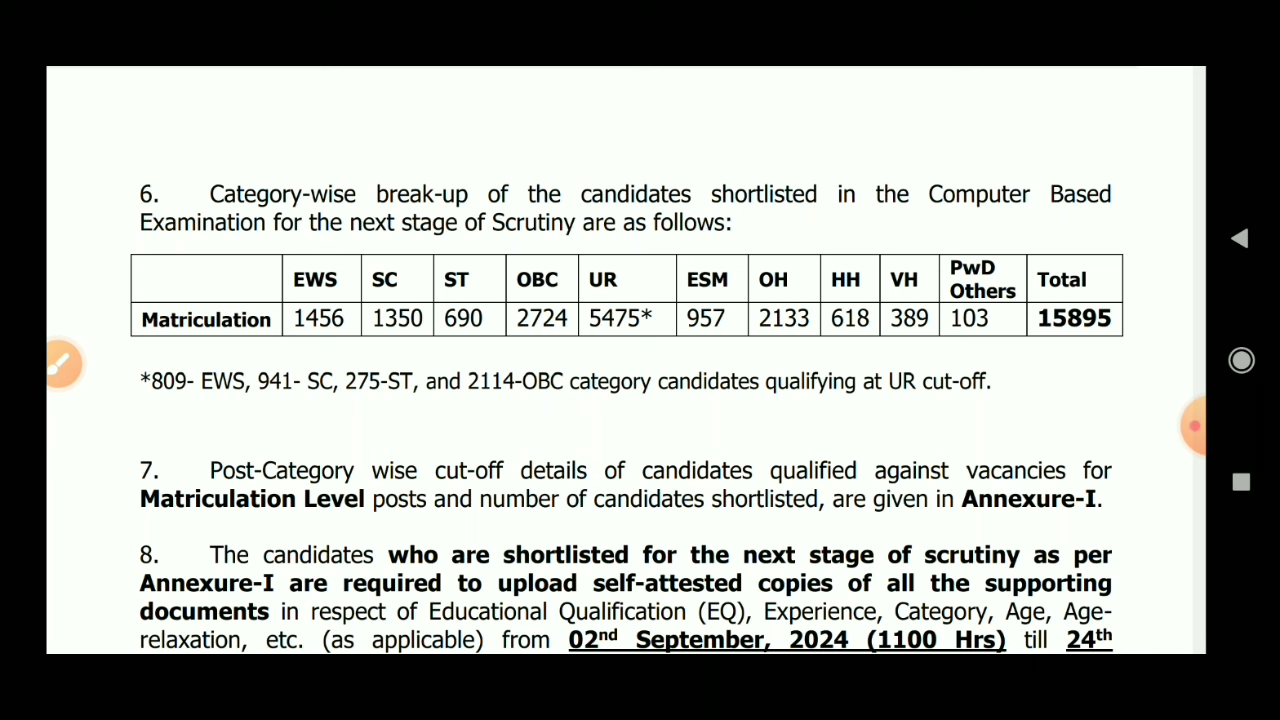 6. Category-wise break-up of the candidates shortlisted in the Computer Based
Examination for the next stage of Scrutiny are as follows:
EWS SC ST OBC UR ESM OH HH VH PwD Others Total
Matriculation 1456 1350 690 2724 5475* 957 2133 618 389 103 15895
*809- EWS, 941- SC, 275-ST, and 2114-OBC category candidates qualifying at UR cut-off.
7. Post-Category wise cut-off details of candidates qualified against vacancies for
Matriculation Level posts and number of candidates shortlisted, are given in Annexure-I.
8. The candidates who are shortlisted for the next stage of scrutiny as per
Annexure-I are required to upload self-attested copies of all the supporting
documents in respect of Educational Qualification (EQ), Experience, Category, Age, Age-
relaxation, etc. (as applicable) from 02nd September, 2024 (1100 Hrs) till 24th